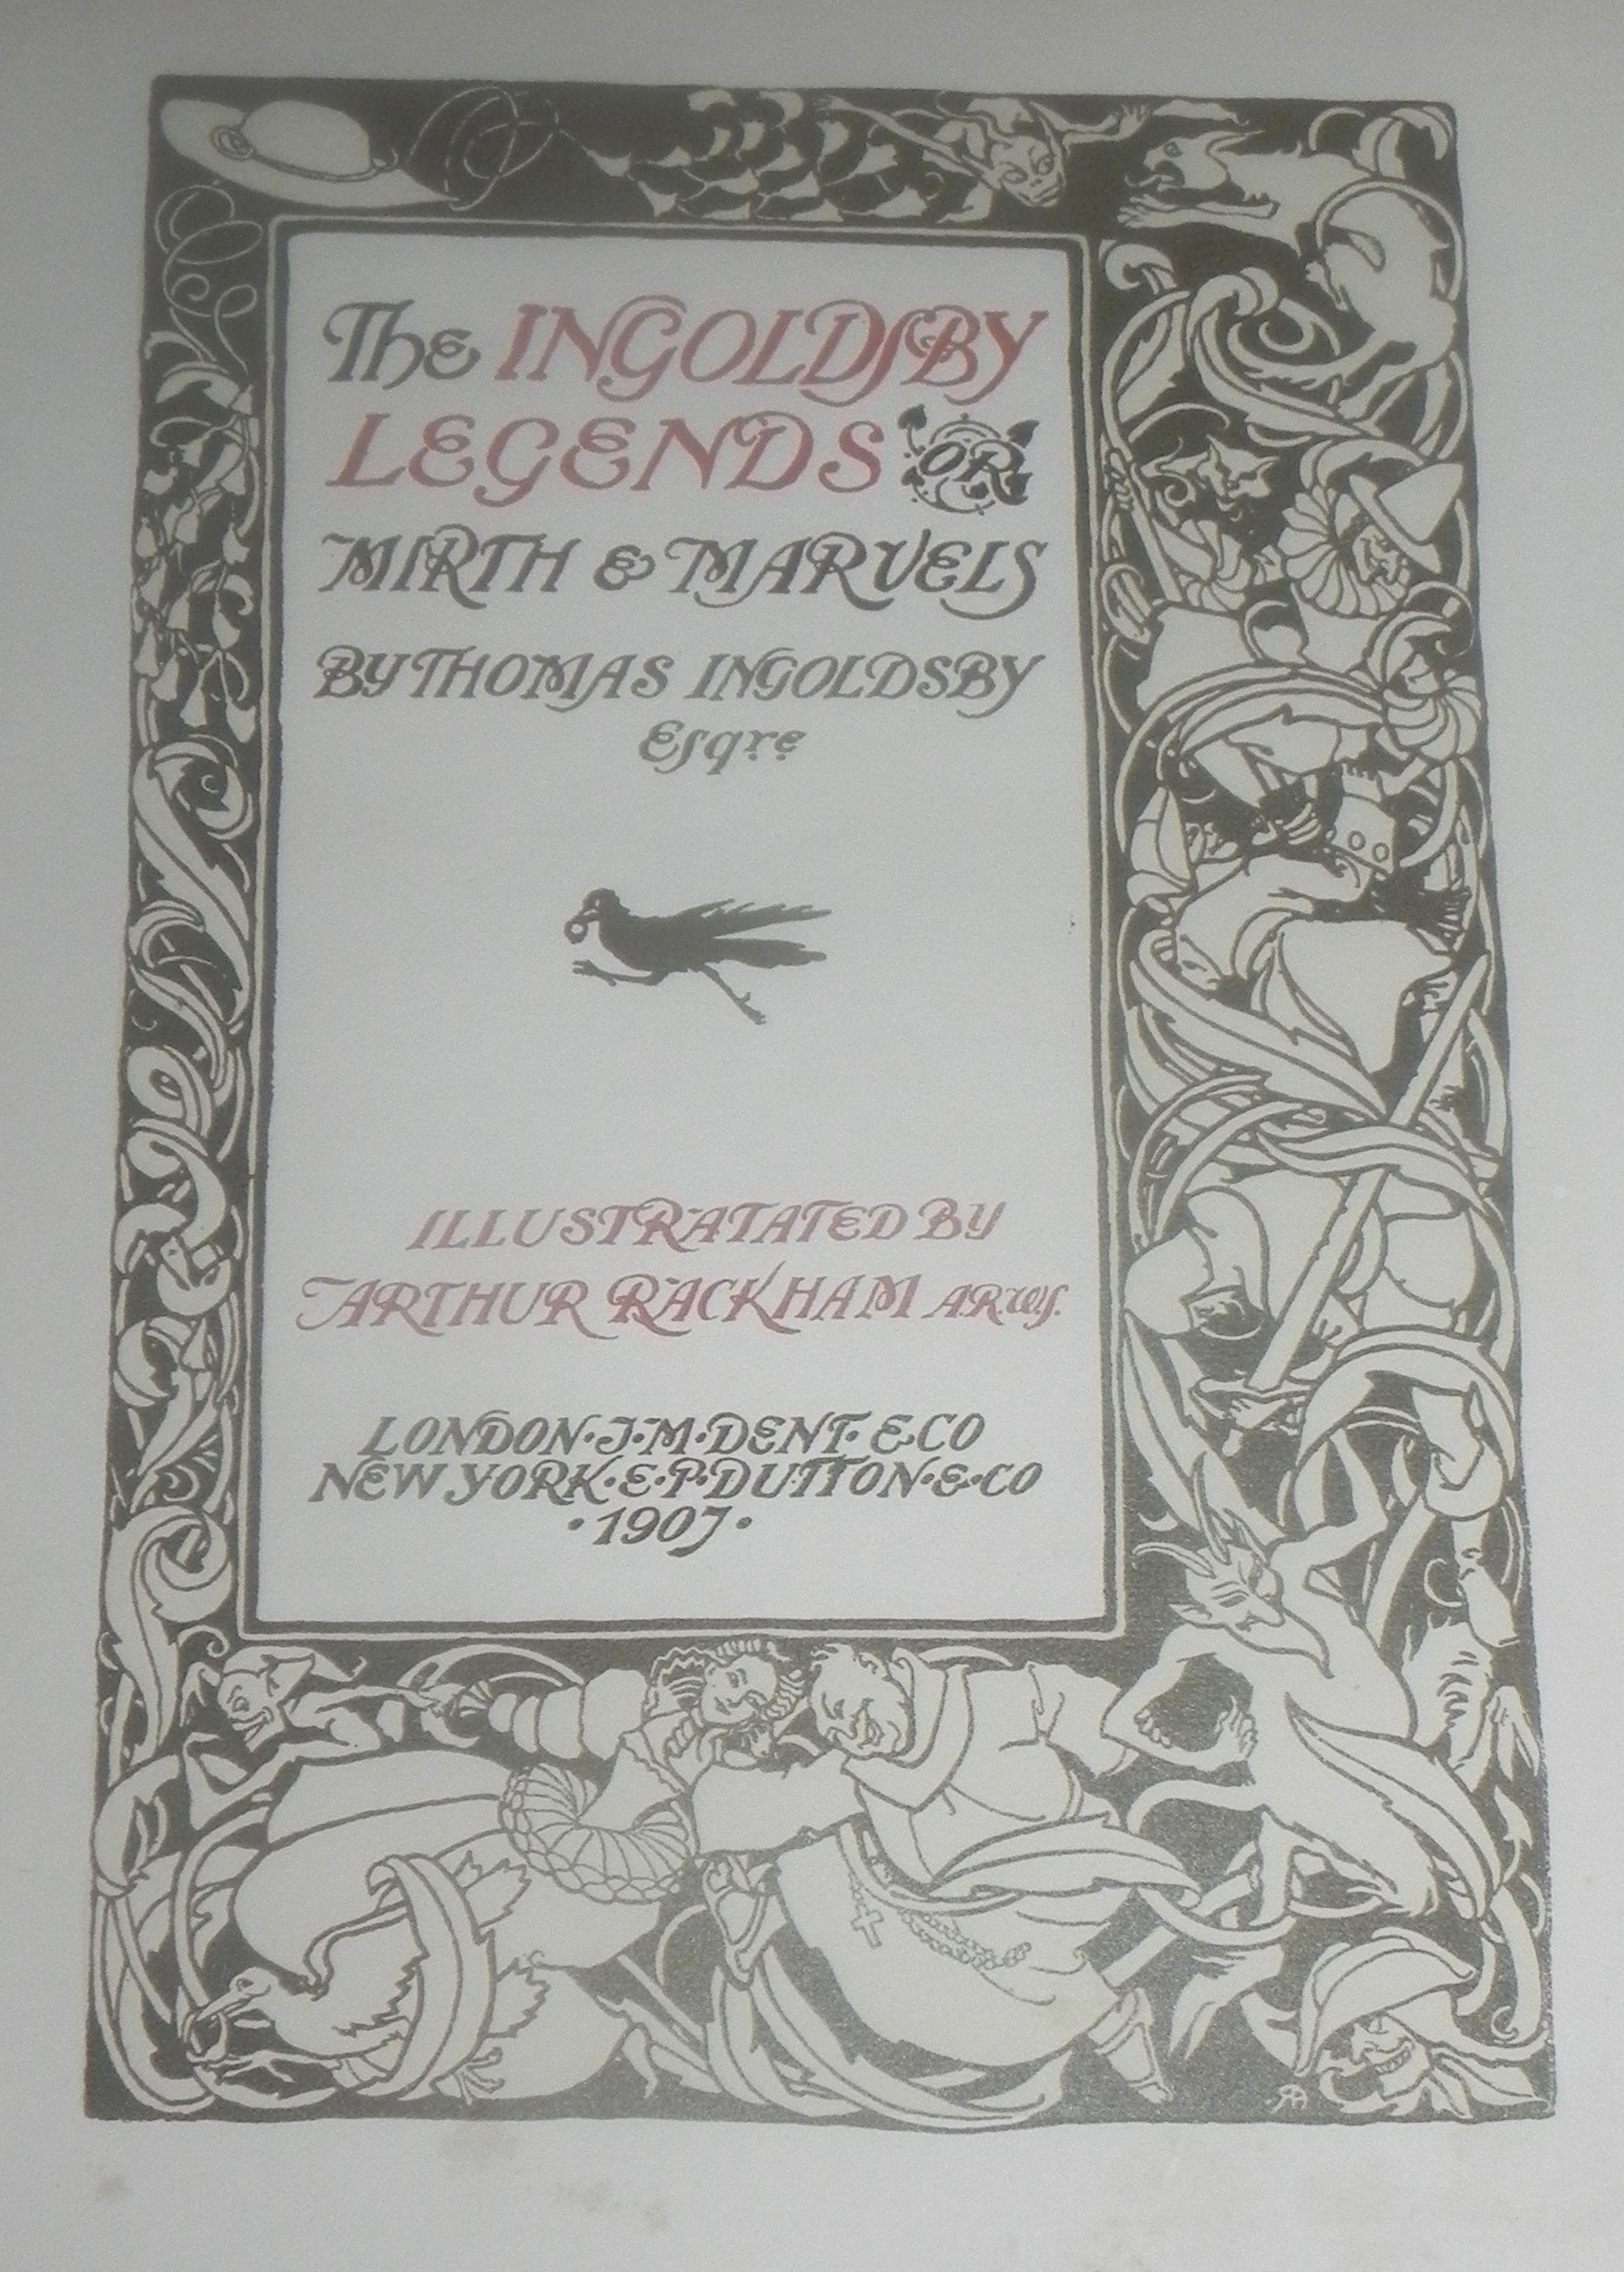 The INGOLDSBY
LEGENDS OR
MIRTH & MARVELS
BY THOMAS INGOLDSBY
Esqre
ILLUSTRATATED BY
ARTHUR RACKHAM A.R.W.S.
LONDON·J·M·DENT·&·CO
NEW YORK·E·P·DUTTON·&·CO
·1907·
AR